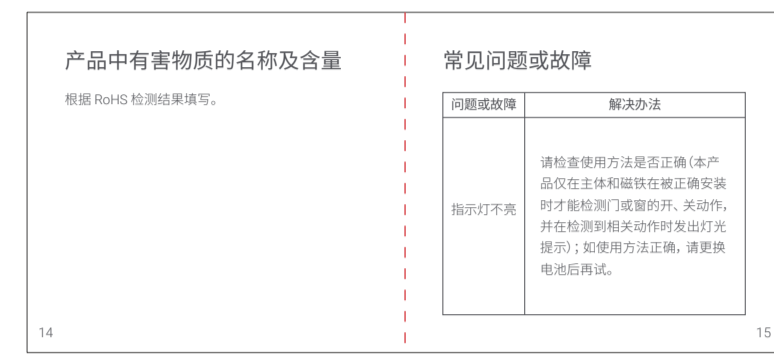 产品中有害物质的名称及含量
根据 RoHS 检测结果填写。
14
常见问题或故障
问题或故障 解决办法
指示灯不亮
请检查使用方法是否正确（本产
品仅在主体和磁铁在被正确安装
时才能检测门或窗的开、关动作，
并在检测到相关动作时发出灯光
提示）；如使用方法正确，请更换
电池后再试。
15